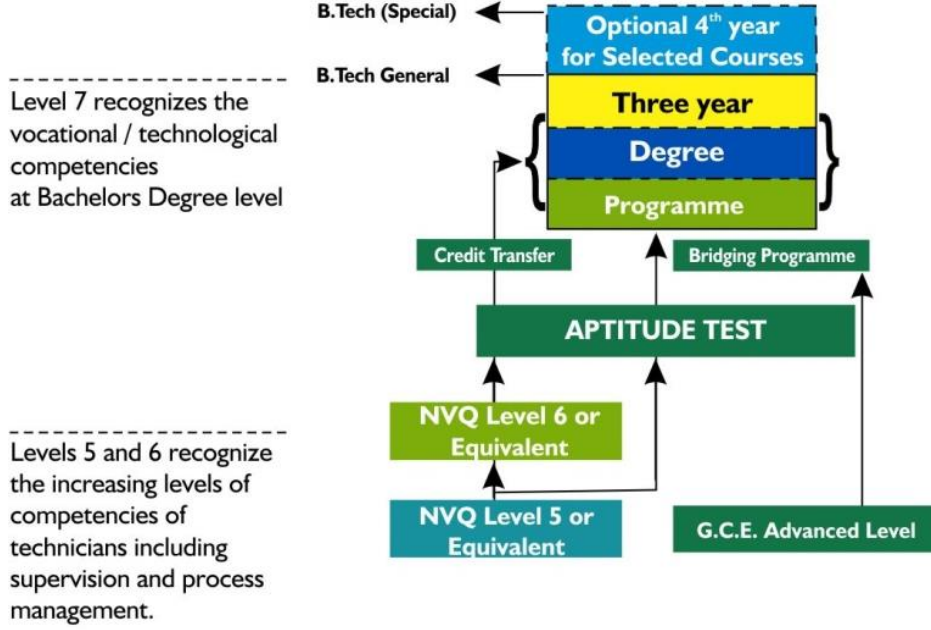 B.Tech (Special)
Optional 4th year
for Selected Courses
B.Tech General
Level 7 recognizes the
vocational / technological
competencies
at Bachelors Degree level
Three year
Degree
Programme
Credit Transfer
Bridging Programme
APTITUDE TEST
NVQ Level 6 or
Equivalent
Levels 5 and 6 recognize
the increasing levels of
competencies of
technicians including
supervision and process
management.
NVQ Level 5 or
Equivalent
G.C.E. Advanced Level